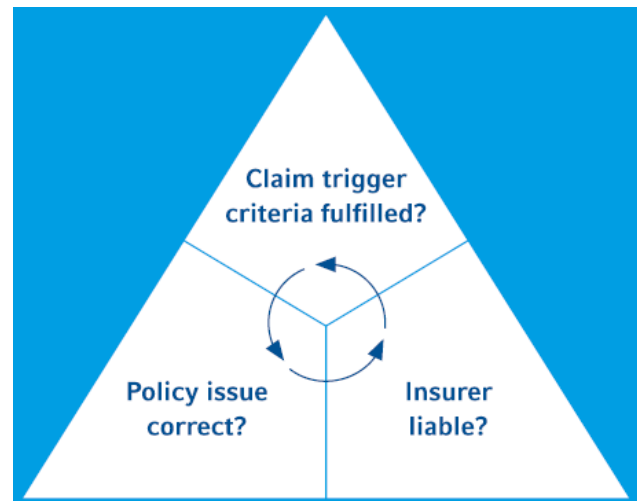 Claim trigger
criteria fulfilled?
Policy issue
correct?
Insurer
liable?